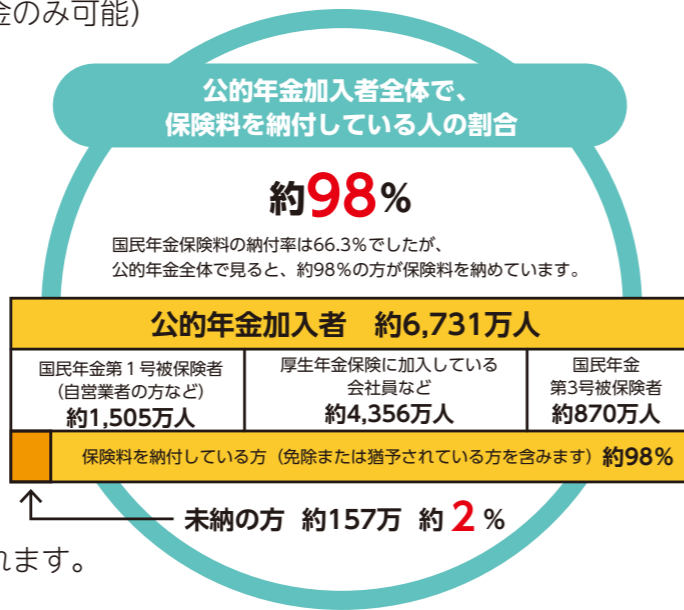 金のみ可能）
公的年金加入者全体で、
保険料を納付している人の割合
約98％
国民年金保険料の納付率は66.3％でしたが、
公的年金全体で見ると、約98％の方が保険料を納めています。
公的年金加入者　約6,731万人
国民年金第１号被保険者
（自営業者の方など）
約1,505万人
厚生年金保険に加入している
会社員など
約4,356万人
国民年金
第3号被保険者
約870万人
保険料を納付している方（免除または猶予されている方を含みます）約98％
未納の方　約157万　約２％
れます。